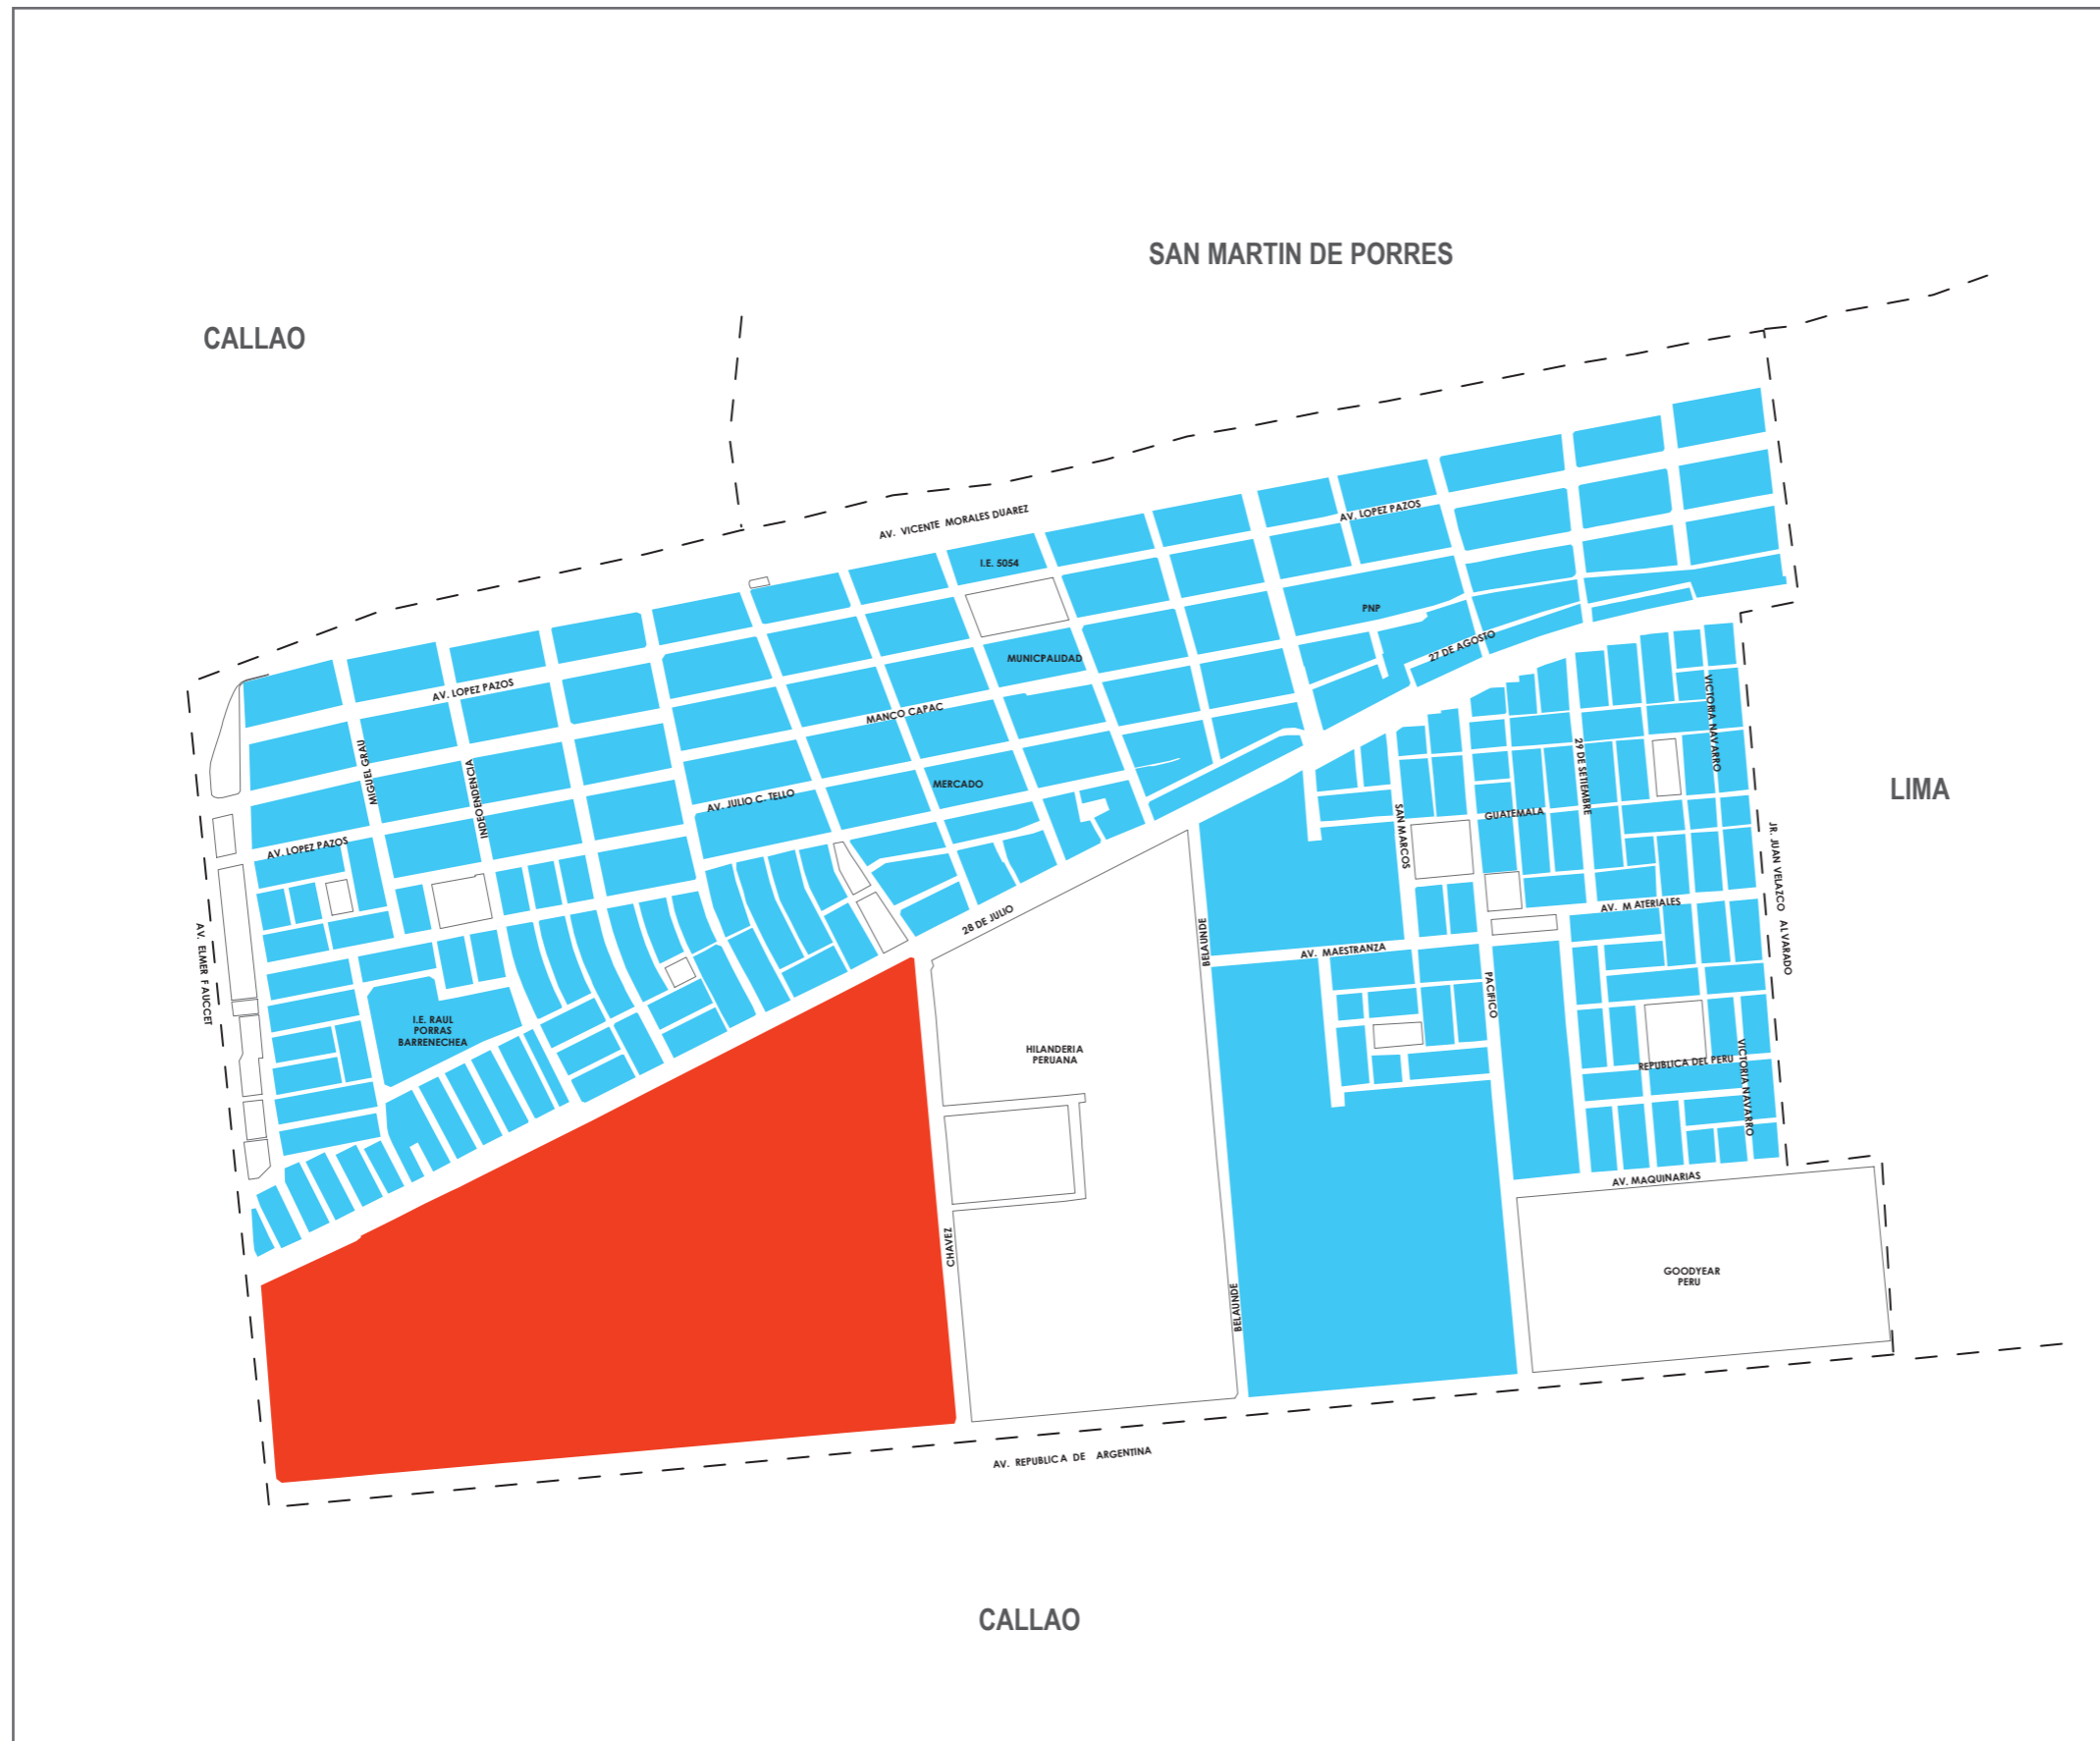 SAN MARTIN DE PORRES
CALLAO
AV. VICENTE MORALES DUAREZ
AV. LOPEZ PAZOS
I.E. 5054
PNP
27 DE AGOSTO
MUNICPALIDAD
AV. LOPEZ PAZOS
MANCO CAPAC
MIGUEL GRAU
INDEOENDENCIA
MERCADO
AV. JULIO C. TELLO
VICTORIA NAVARRO
29 DE SETIEMBRE
LIMA
GUATEMALA
SAN MARCOS
AV. LOPEZ PAZOS
JR. JUAN VELAZCO ALVARADO
AV. M ATERIALES
28 DE JULIO
BELAUNDE
AV. MAESTRANZA
AV. ELMER F AUCCET
PACIFICO
I.E. RAUL
PORRAS
BARRENECHEA
HILANDERIA
PERUANA
REPUBLICA DEL PERU
VICTORIA NAVARRO
AV. MAQUINARIAS
CHAVEZ
GOODYEAR
PERU
BELAUNDE
AV. REPUBLICA DE ARGENTINA
CALLAO